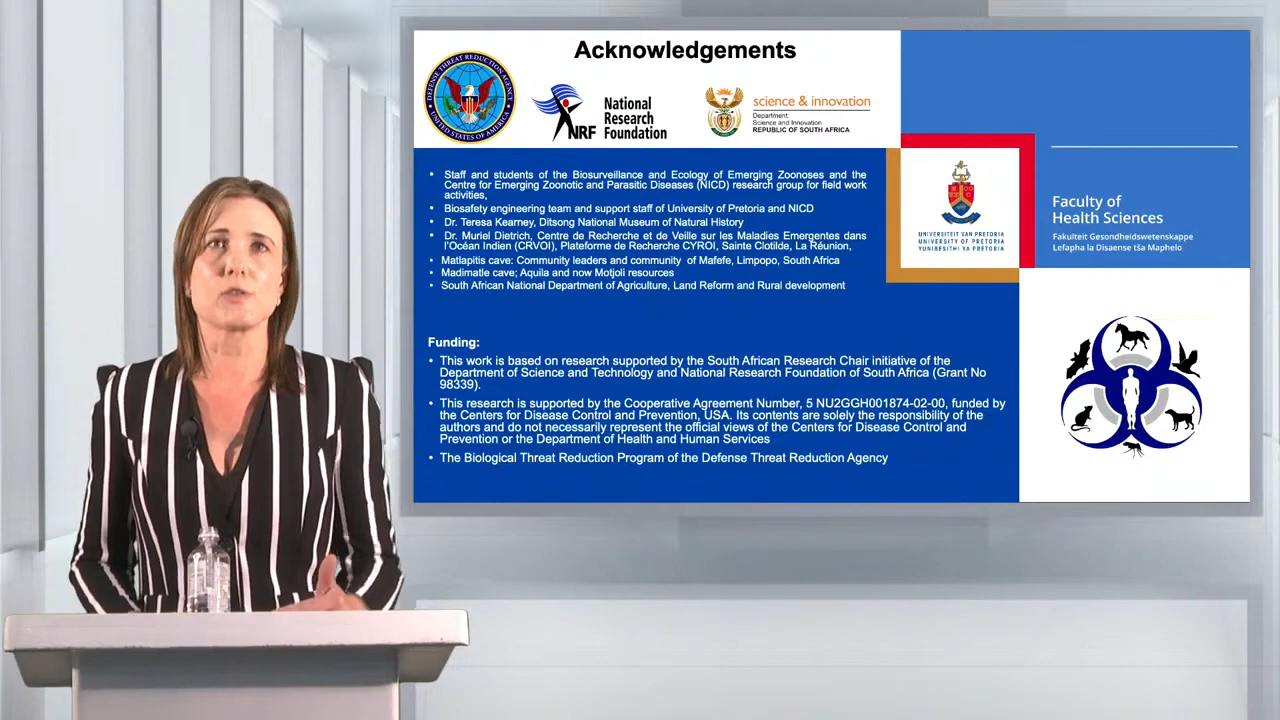 Acknowledgements
DEFENSE THREAT REDUCTION AGENCY
UNITED STATES OF AMERICA
NRF
National
Research
Foundation
science & innovation
Department:
Science and Innovation
REPUBLIC OF SOUTH AFRICA
• Staff and students of the Biosurveillance and Ecology of Emerging Zoonoses and the
Centre for Emerging Zoonotic and Parasitic Diseases (NICD) research group for field work
activities,
• Biosafety engineering team and support staff of University of Pretoria and NICD
• Dr. Teresa Kearney, Ditsong National Museum of Natural History
• Dr. Muriel Dietrich, Centre de Recherche et de Veille sur les Maladies Emergentes dans
l'Océan Indien (CRVOI), Plateforme de Recherche CYROI, Sainte Clotilde, La Réunion,
• Matlapitis cave: Community leaders and community of Mafefe, Limpopo, South Africa
• Madimatle cave; Aquila and now Motjoli resources
• South African National Department of Agriculture, Land Reform and Rural development
Funding:
• This work is based on research supported by the South African Research Chair initiative of the
Department of Science and Technology and National Research Foundation of South Africa (Grant No
98339).
• This research is supported by the Cooperative Agreement Number, 5 NU2GGH001874-02-00, funded by
the Centers for Disease Control and Prevention, USA. Its contents are solely the responsibility of the
authors and do not necessarily represent the official views of the Centers for Disease Control and
Prevention or the Department of Health and Human Services
• The Biological Threat Reduction Program of the Defense Threat Reduction Agency
UNIVERSITEIT VAN PRETORIA
UNIVERSITY OF PRETORIA
YUNIBESITHI YA PRETORIA
Faculty of
Health Sciences
Fakulteit Gesondheidswetenskappe
Lefapha la Disaense tša Maphelo